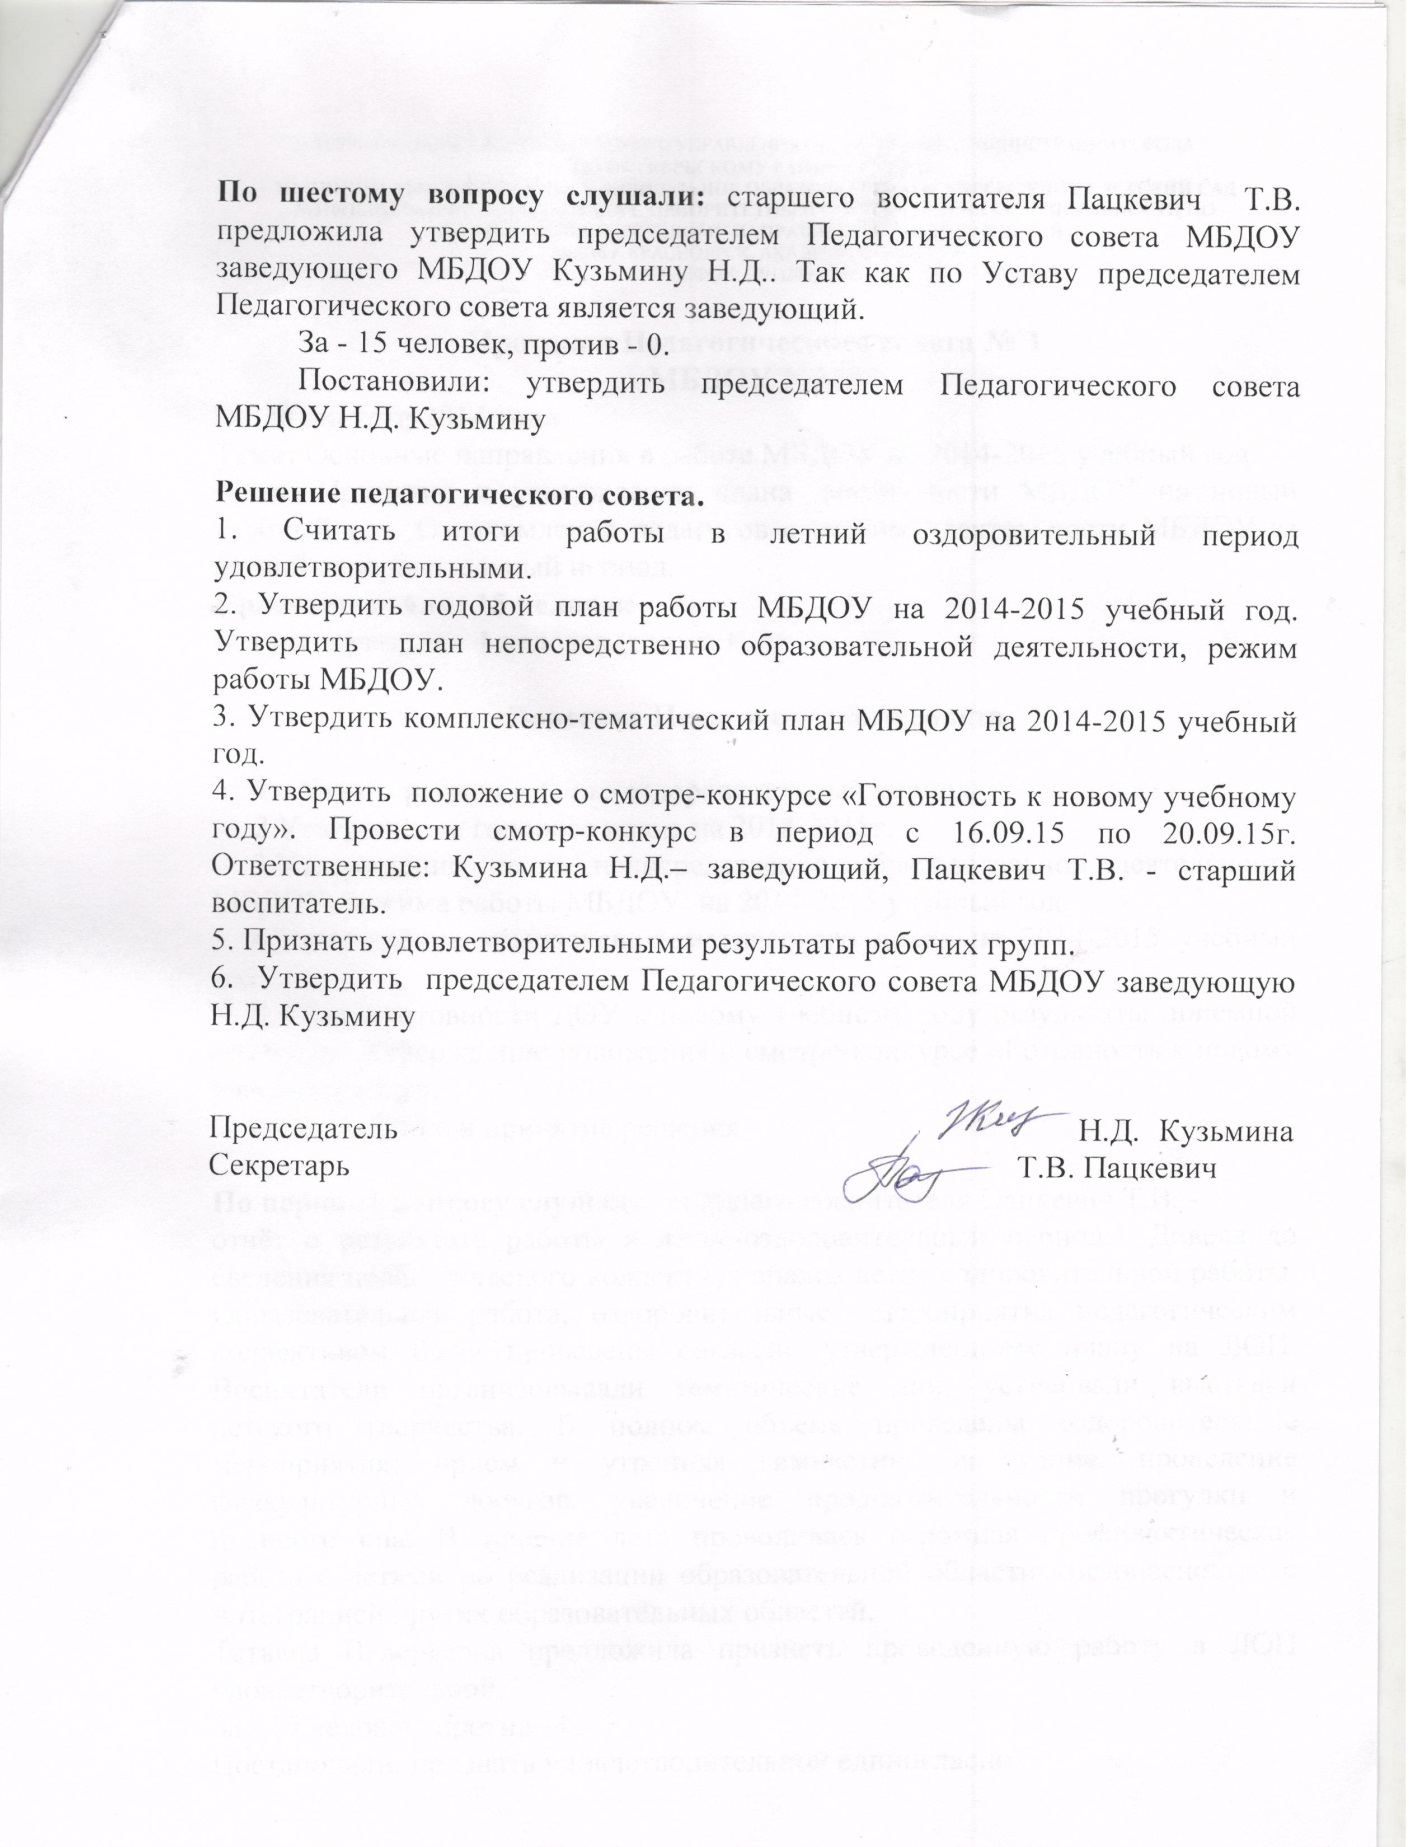 По шестому вопросу слушали: старшего воспитателя Пацкевич Т.В.
предложила утвердить председателем Педагогического совета МБДОУ
заведующего МБДОУ Кузьмину Н.Д.. Так как по Уставу председателем
Педагогического совета является заведующий.
За - 15 человек, против - 0.
Постановили: утвердить председателем Педагогического совета
МБДОУ Н.Д. Кузьмину
Решение педагогического совета.
1. Считать итоги работы в летний оздоровительный период
удовлетворительными.
2. Утвердить годовой план работы МБДОУ на 2014-2015 учебный год.
Утвердить план непосредственно образовательной деятельности, режим
работы МБДОУ.
3. Утвердить комплексно-тематический план МБДОУ на 2014-2015 учебный
год.
4. Утвердить положение о смотре-конкурсе «Готовность к новому учебному
году». Провести смотр-конкурс в период с 16.09.15 по 20.09.15г.
Ответственные: Кузьмина Н.Д.– заведующий, Пацкевич Т.В. - старший
воспитатель.
5. Признать удовлетворительными результаты рабочих групп.
6. Утвердить председателем Педагогического совета МБДОУ заведующую
Н.Д. Кузьмину
Председатель Н.Д. Кузьмина
Секретарь Т.В. Пацкевич